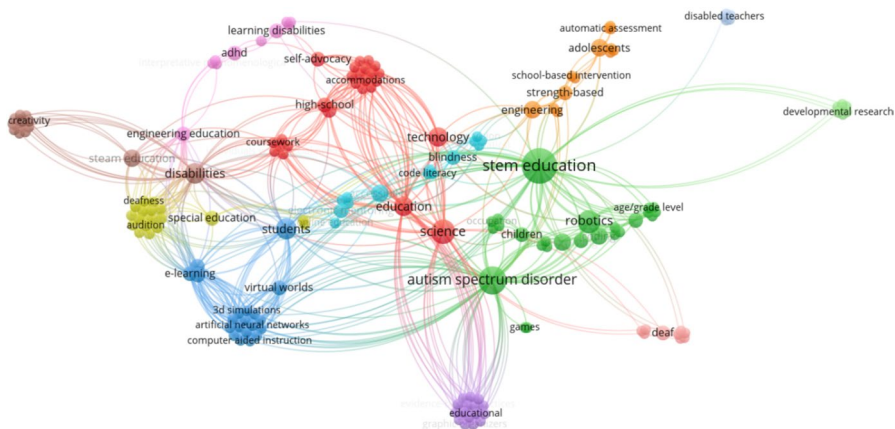 disabled teachers
learning disabilities
automatic assessment
adolescents
adhd
self-advocacy
accommodations
school-based intervention
strength-based
high-school
engineering
developmental research
creativity
engineering education
technology
coursework
steam education
blindness
stem education
disabilities
code literacy
deafness
education
age/grade level
audition
special education
robotics
students
science
children
occupation
e-learning
autism spectrum disorder
virtual worlds
3d simulations
artificial neural networks
games
deaf
computer aided instruction
educational